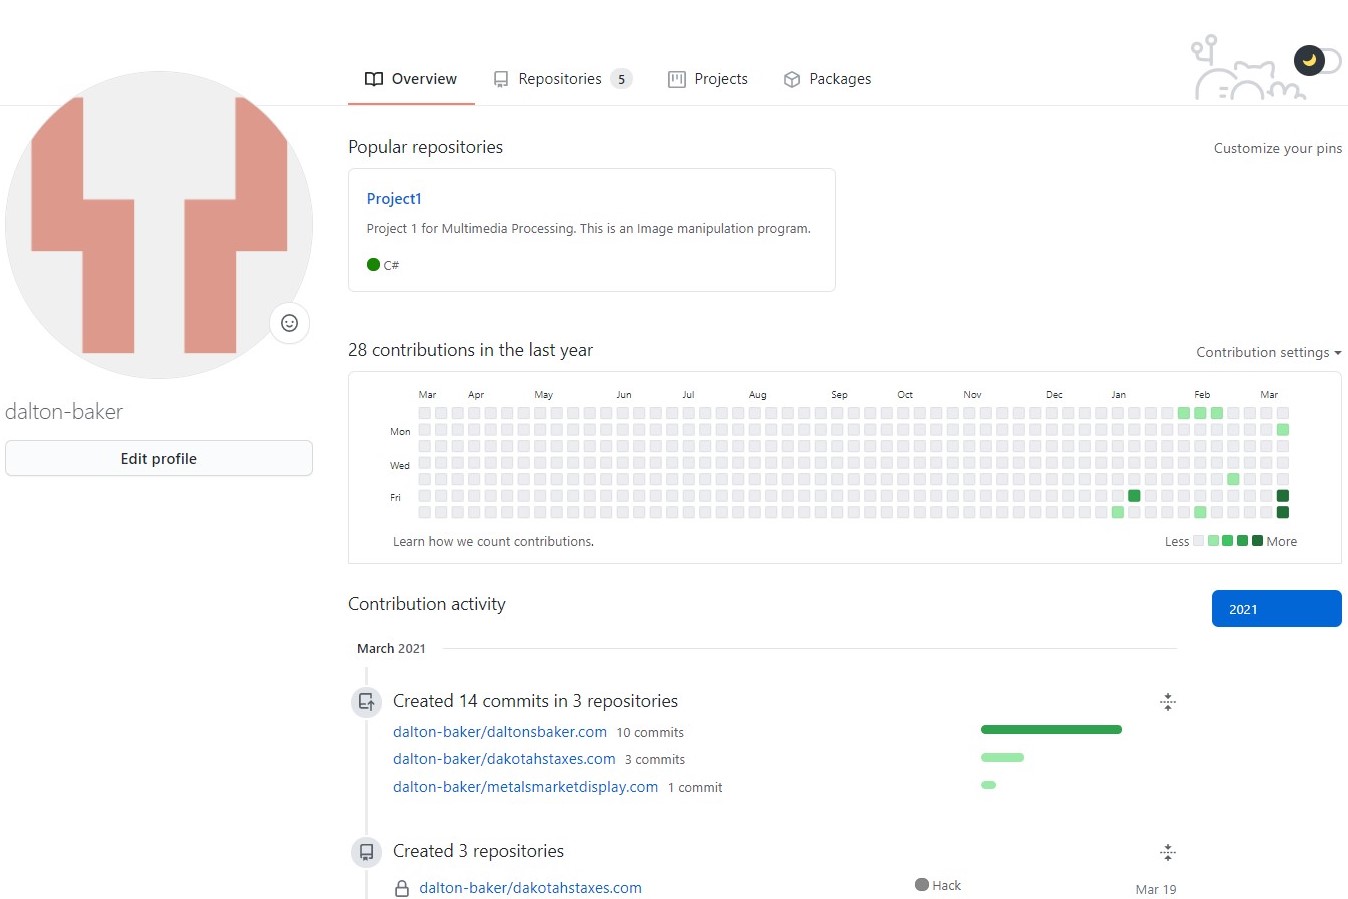 Overview Repositories 5 Projects Packages
Popular repositories Customize your pins
Project1
Project 1 for Multimedia Processing. This is an Image manipulation program.
C#
28 contributions in the last year Contribution settings
dalton-baker
Edit profile
Mar Apr May Jun Jul Aug Sep Oct Nov Dec Jan Feb Mar
Mon
Wed
Fri
Learn how we count contributions. Less More
Contribution activity 2021
March 2021
Created 14 commits in 3 repositories
dalton-baker/daltonsbaker.com 10 commits
dalton-baker/dakotahstaxes.com 3 commits
dalton-baker/metalsmarketdisplay.com 1 commit
Created 3 repositories
dalton-baker/dakotahstaxes.com Hack Mar 19